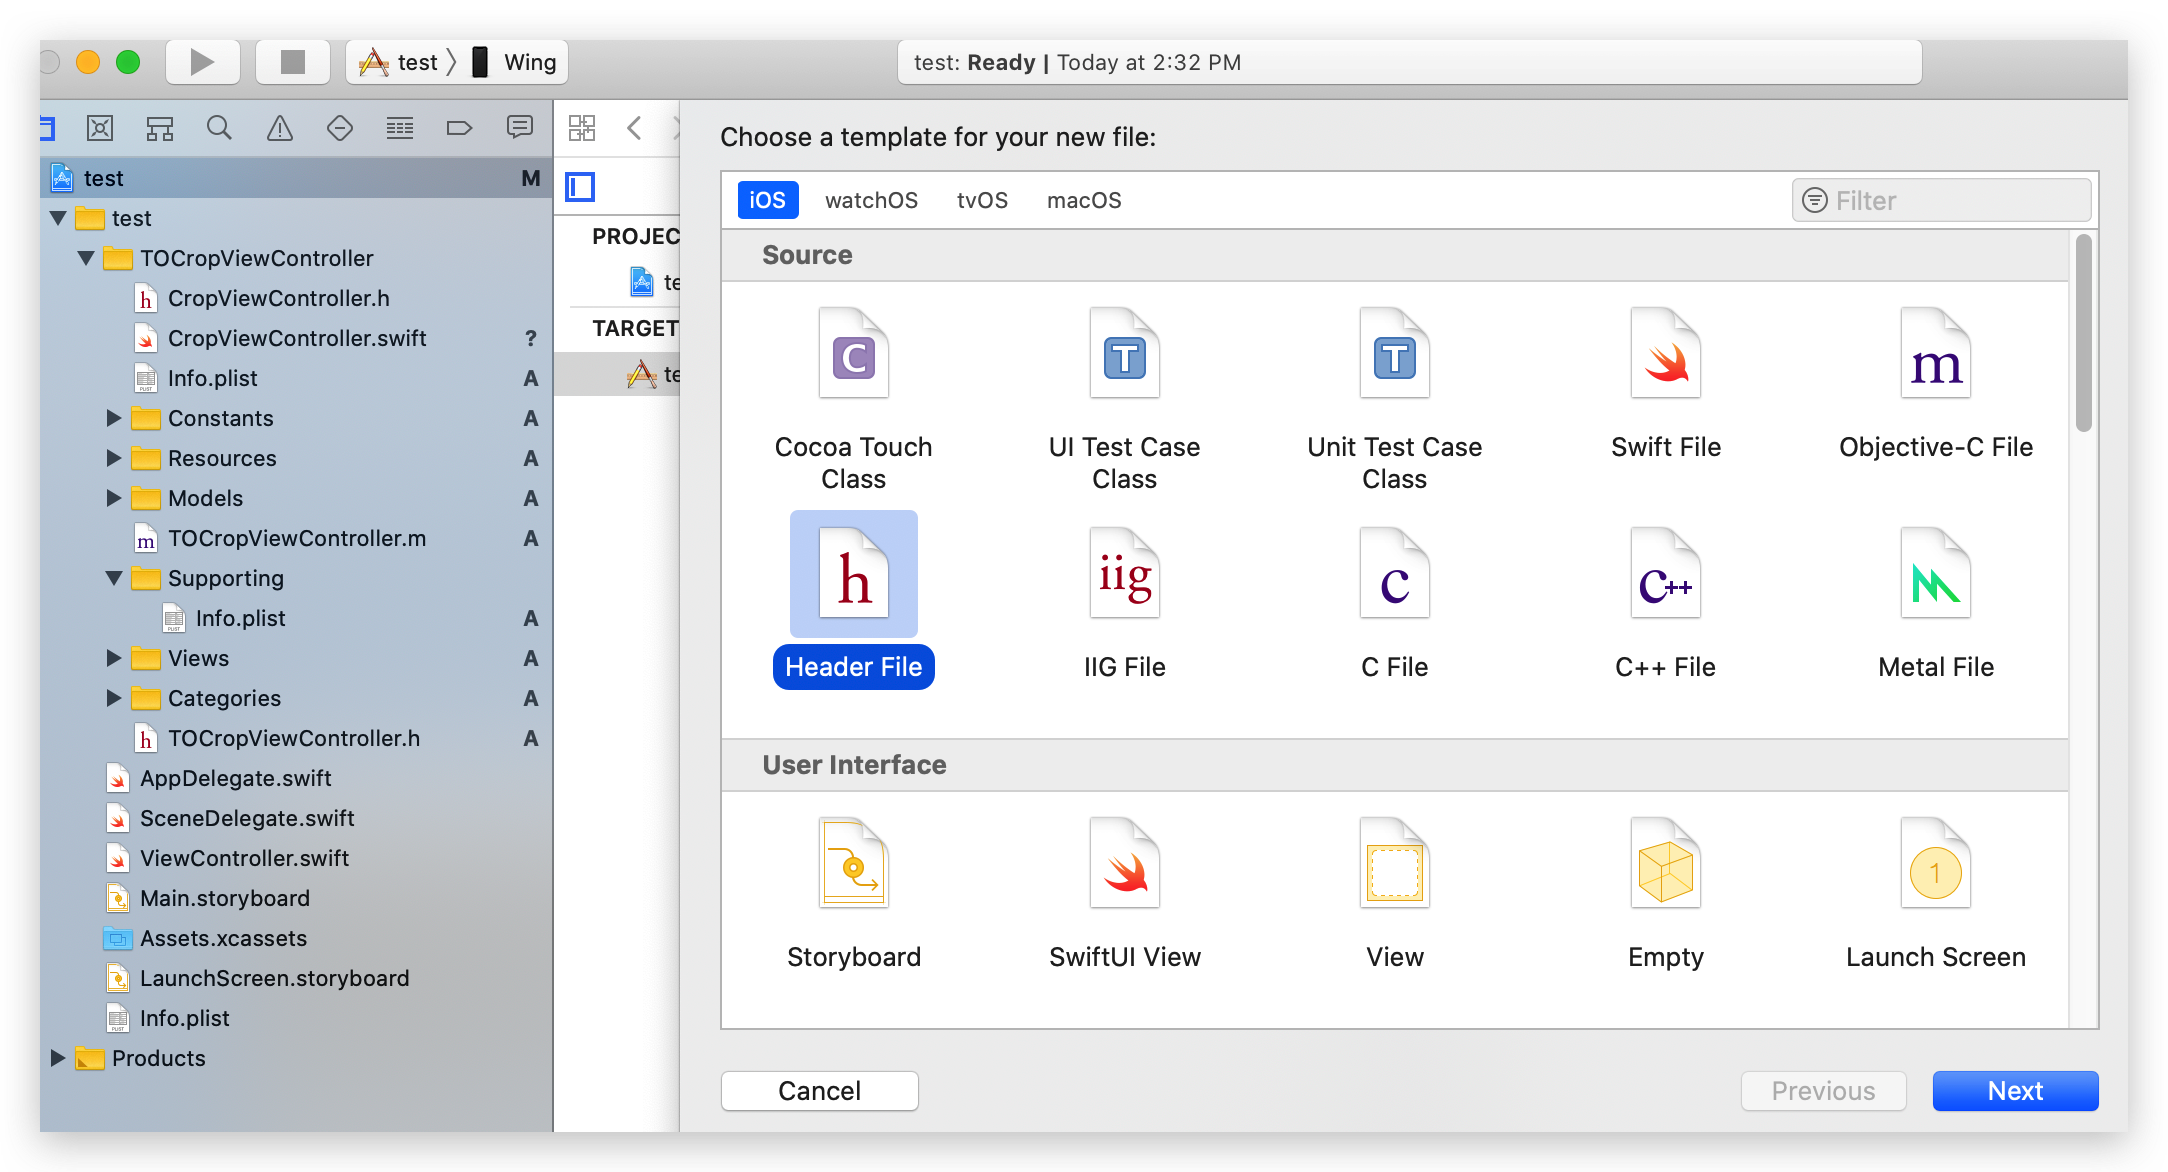 test
Wing
test: Ready | Today at 2:32 PM
test M
test
TOCropViewController
h CropViewController.h
CropViewController.swift ?
Info.plist A
Constants A
Resources A
Models A
m TOCropViewController.m A
Supporting
Info.plist A
Views A
Categories A
h TOCropViewController.h A
AppDelegate.swift
SceneDelegate.swift
ViewController.swift
Main.storyboard
Assets.xcassets
LaunchScreen.storyboard
Info.plist
Products
PROJEC
te
TARGET
te
Choose a template for your new file:
iOS watchOS tvOS macOS
Filter
Source
C T T m
Cocoa Touch Class
UI Test Case Class
Unit Test Case Class
Swift File
Objective-C File
h iig c C++
Header File
IIG File
C File
C++ File
Metal File
User Interface
1
Storyboard
SwiftUI View
View
Empty
Launch Screen
Cancel
Previous
Next